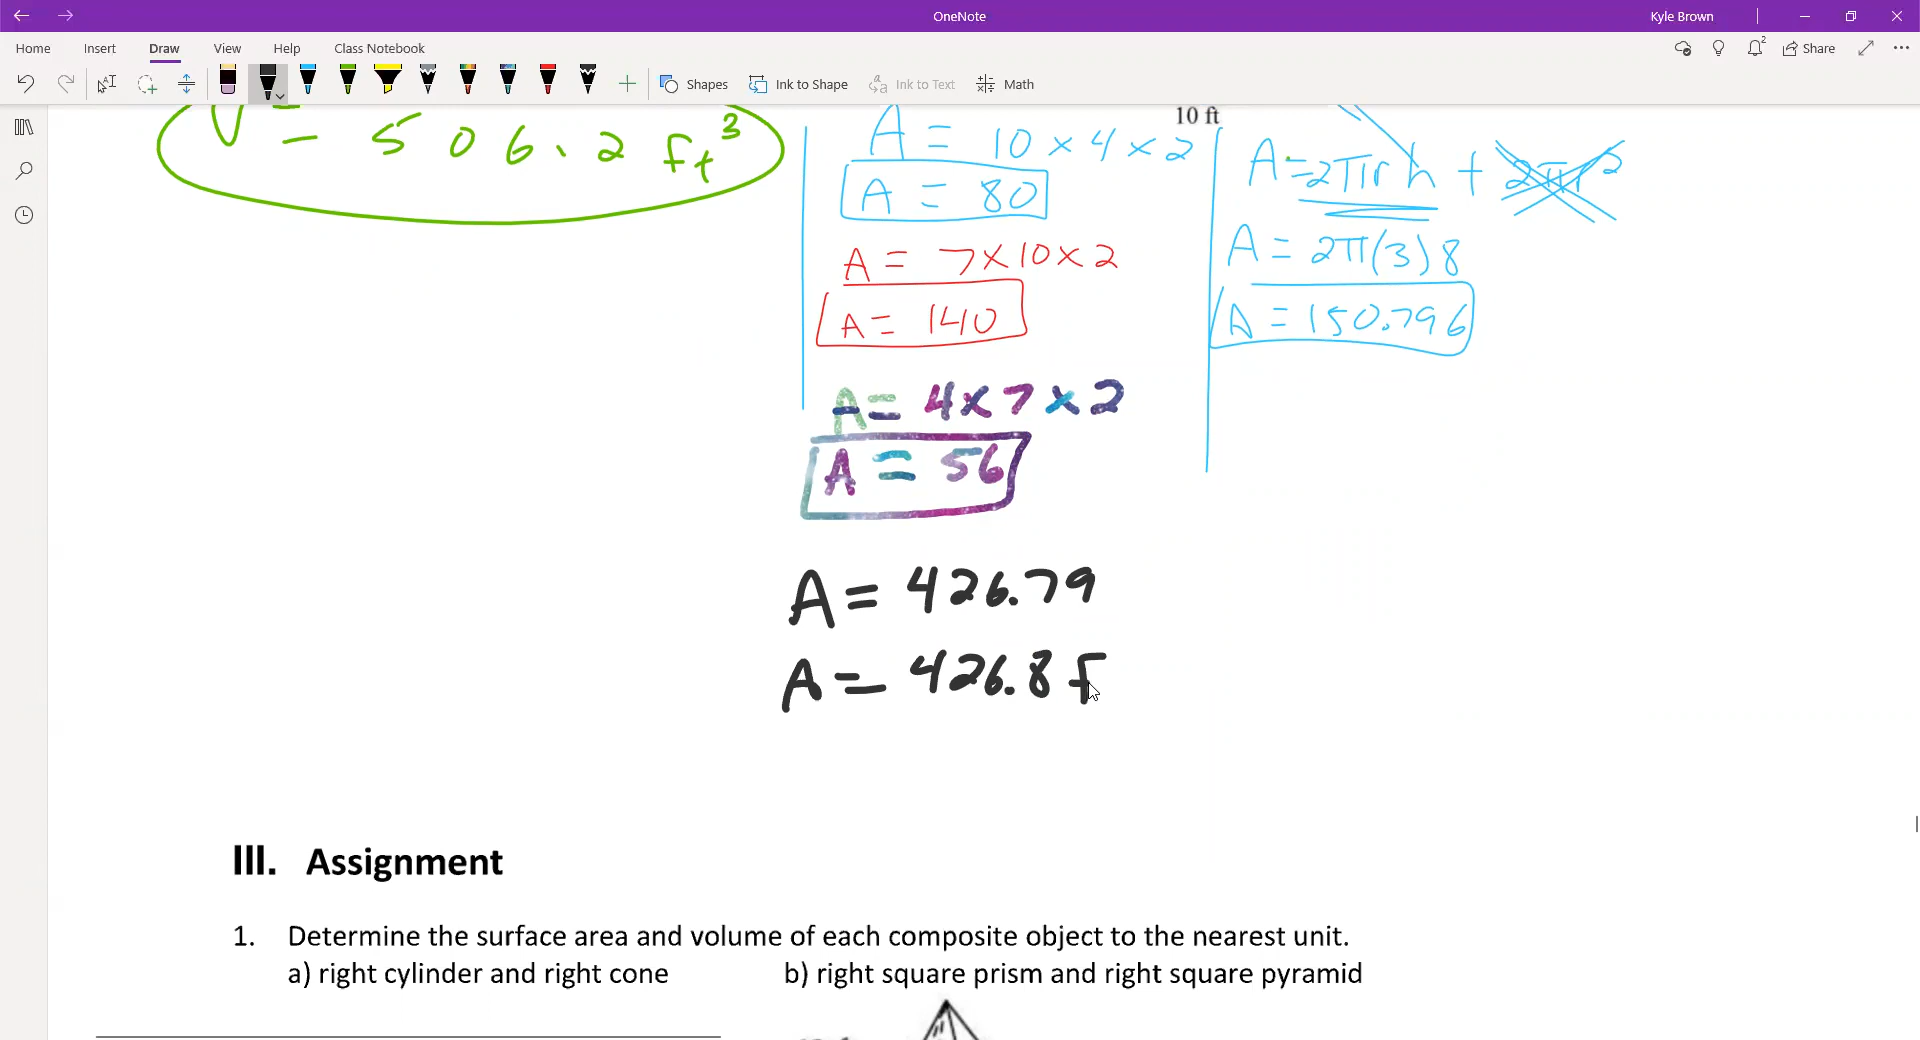 OneNote
Kyle Brown
Home Insert Draw View Help Class Notebook
2 Share
Shapes Ink to Shape Ink to Text Math
V = 506.2 ft³
A = 10 × 4 × 2
A = 80
A = 7 × 10 × 2
A = 140
A = 4 × 7 × 2
A = 56
10 ft
A = 2πrh + 2πr²
A = 2π(3)8
A = 150.796
A = 426.79
A = 426.8 f
III. Assignment
1. Determine the surface area and volume of each composite object to the nearest unit.
a) right cylinder and right cone b) right square prism and right square pyramid